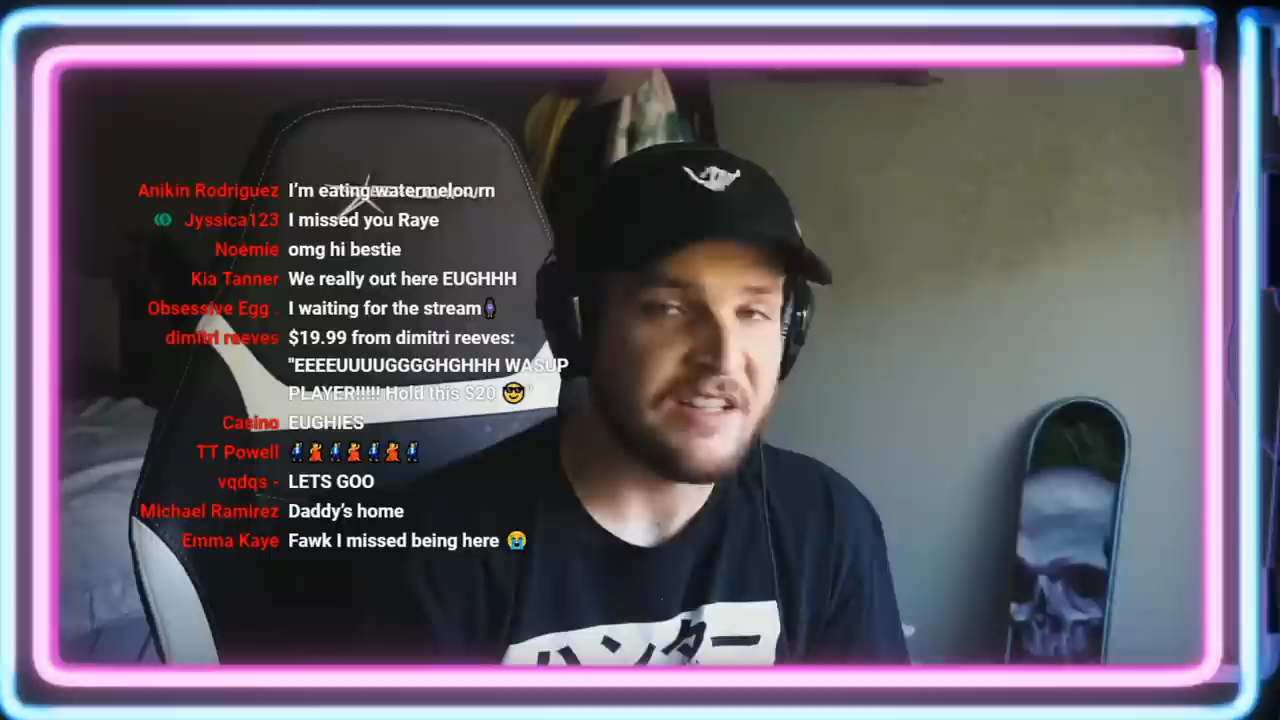 Anikin Rodriguez I'm eating watermelon rn
Jyssica123 I missed you Raye
Noemie omg hi bestie
Kia Tanner We really out here EUGHHH
Obsessive Egg . I waiting for the stream🧍🏿‍♀️
dimitri reeves $19.99 from dimitri reeves:
"EEEEUUUUGGGGHGHHH WASUP
PLAYER!!!!! Hold this $20 😎"
Casino EUGHIES
TT Powell 🕺💃🕺💃🕺💃🕺
vqdqs - LETS GOO
Michael Ramirez Daddy's home
Emma Kaye Fawk I missed being here 😭
ハンター